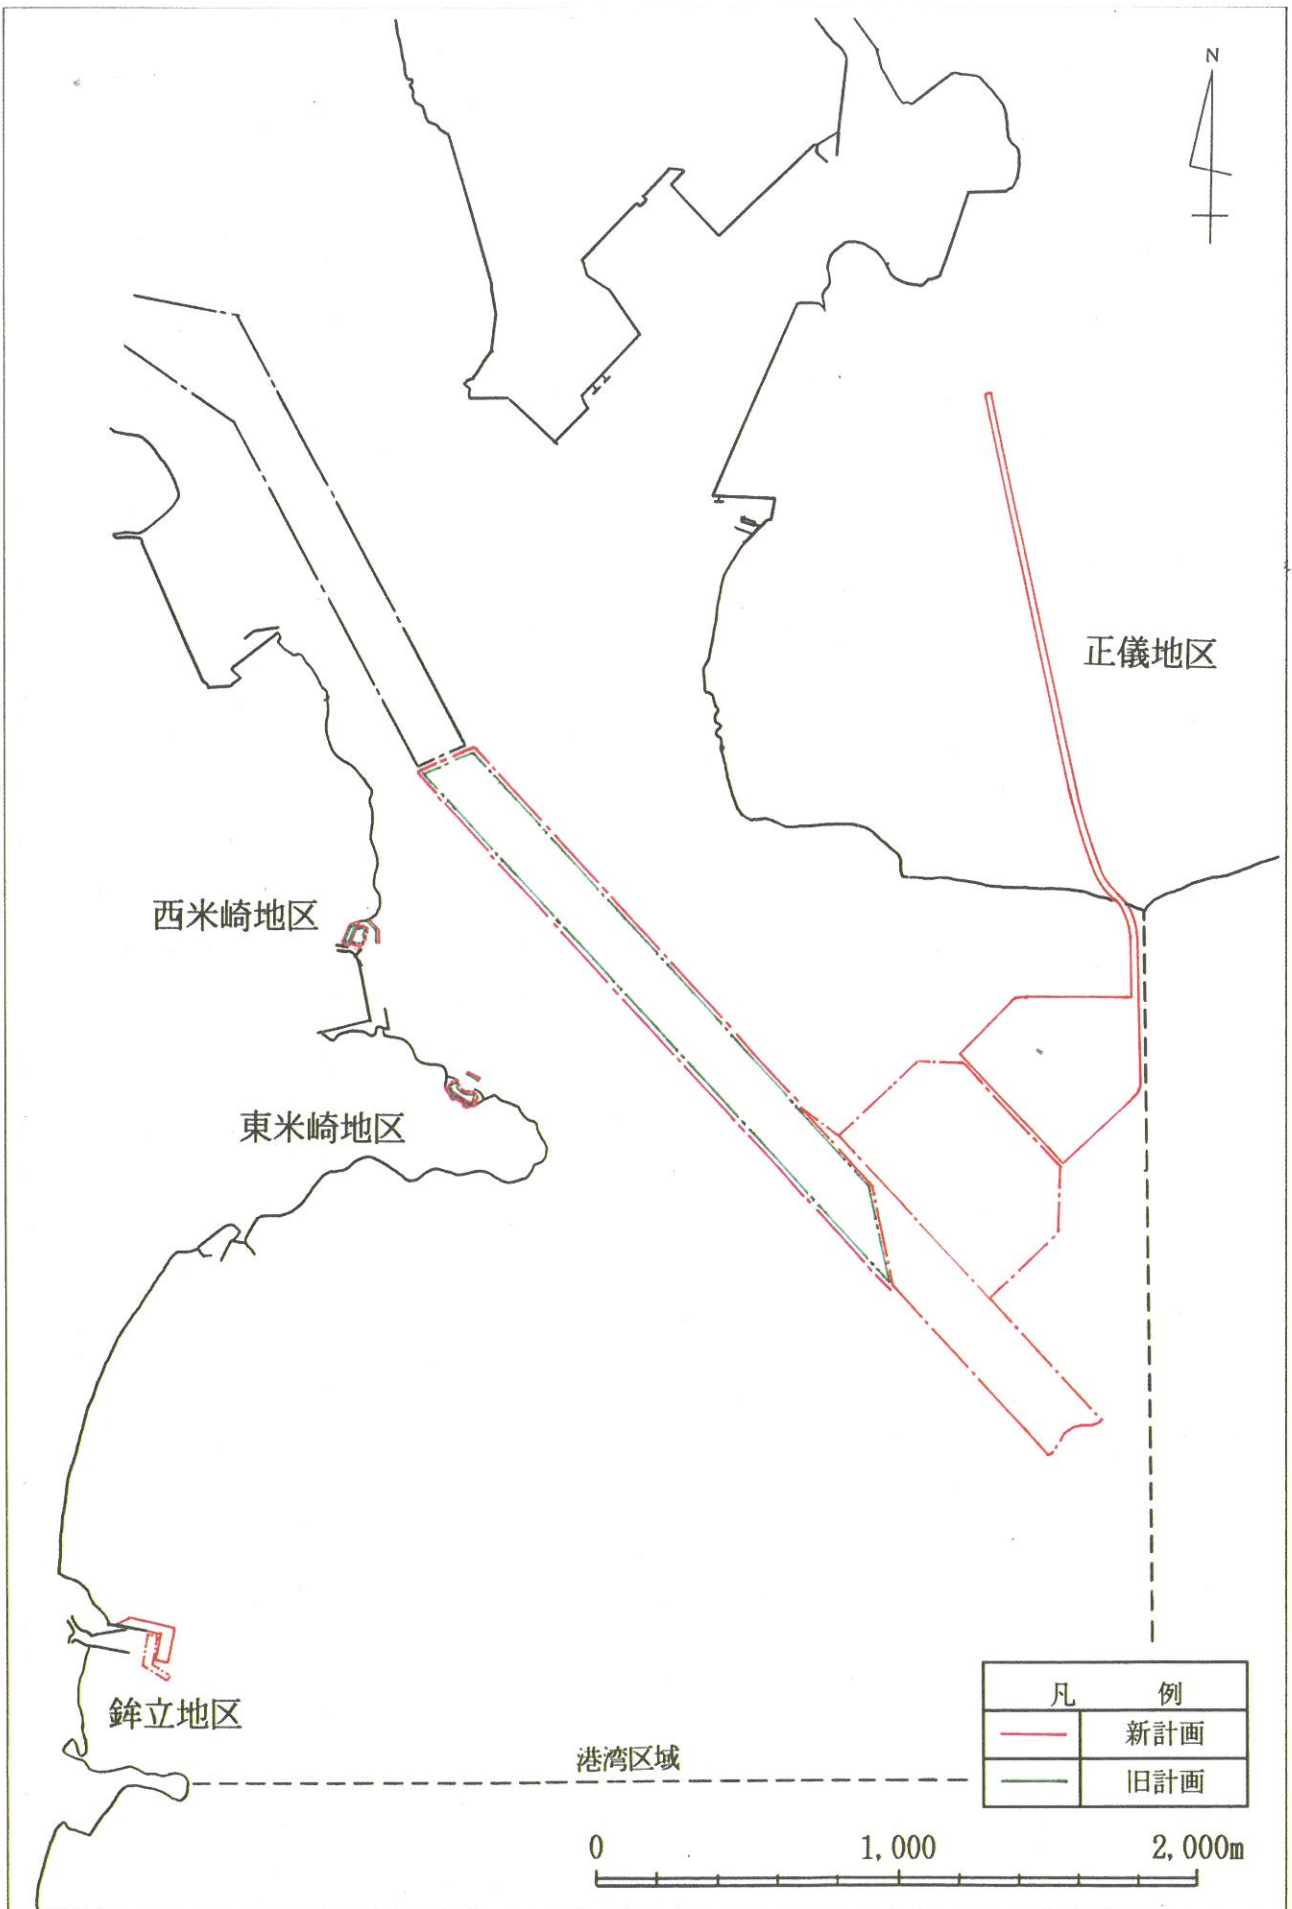 N
正儀地区
西米崎地区
東米崎地区
鉾立地区
港湾区域
凡 例
新計画
旧計画
0 1,000 2,000m